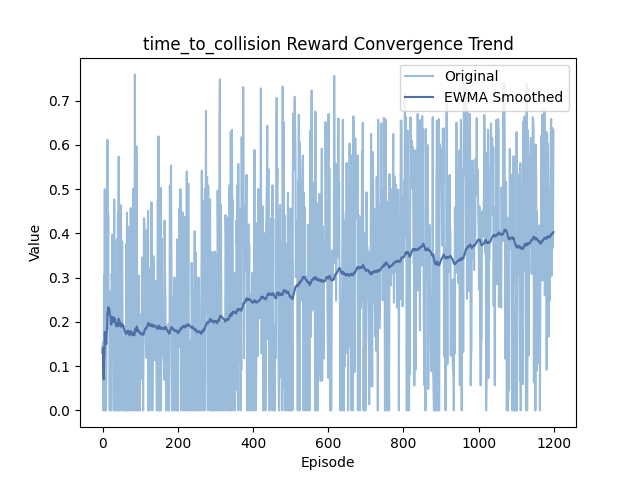 time_to_collision Reward Convergence Trend
Original
EWMA Smoothed
Value
0.7
0.6
0.5
0.4
0.3
0.2
0.1
0.0
0 200 400 600 800 1000 1200
Episode